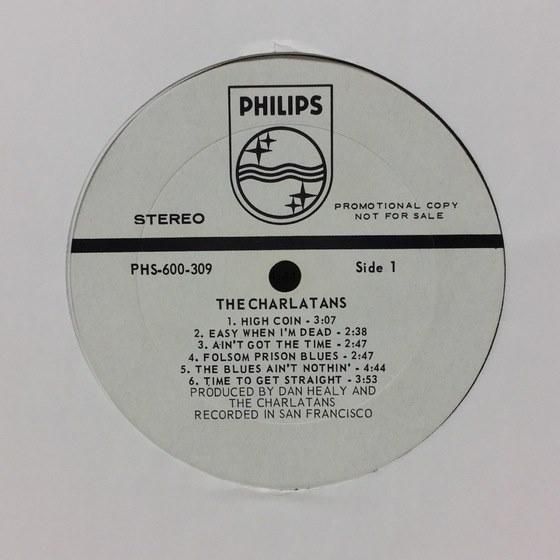 PHILIPS
STEREO
PROMOTIONAL COPY
NOT FOR SALE
PHS-600-309
Side 1
THE CHARLATANS
1. HIGH COIN - 3:07
2. EASY WHEN I'M DEAD - 2:38
3. AIN'T GOT THE TIME - 2:47
4. FOLSOM PRISON BLUES - 2:47
5. THE BLUES AIN'T NOTHIN' - 4:44
6. TIME TO GET STRAIGHT - 3:53
PRODUCED BY DAN HEALY AND
THE CHARLATANS
RECORDED IN SAN FRANCISCO